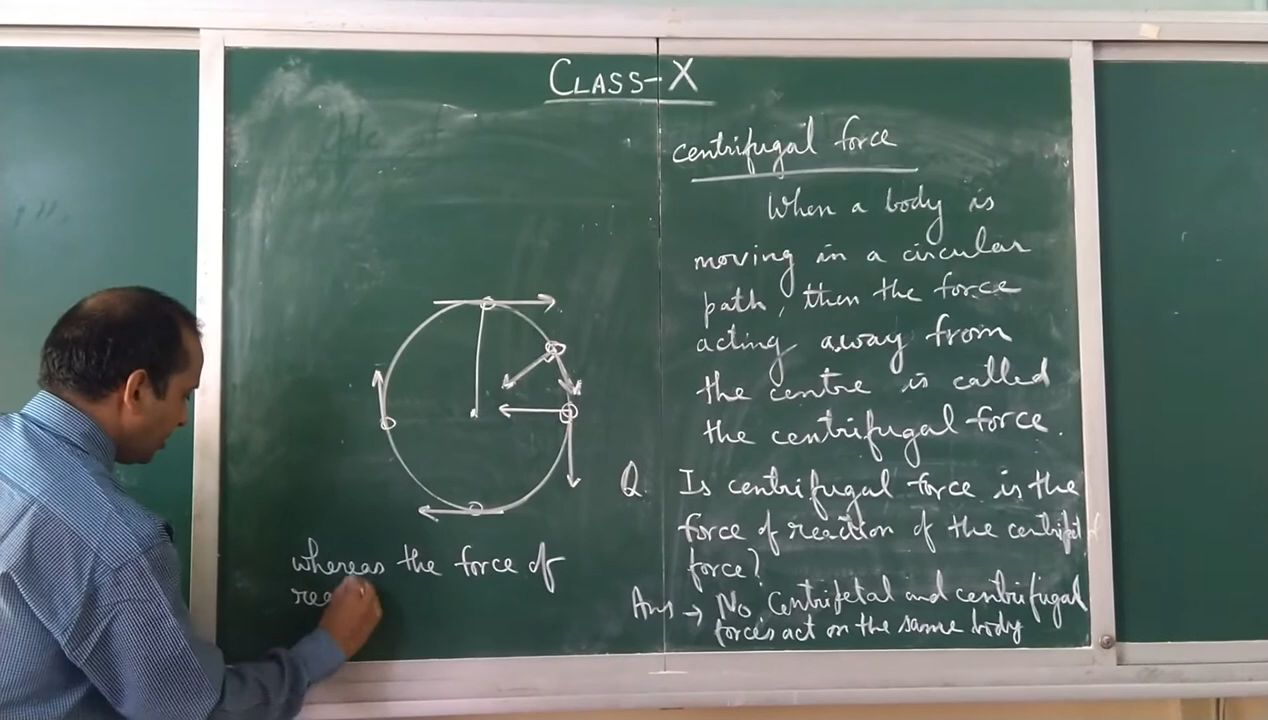 CLASS-X
centrifugal force
When a body is
moving in a circular
path, then the force
acting away from
the centre is called
the centrifugal force.
Q. Is centrifugal force is the
force of reaction of the
force?
Ans → No, Centrifetal and centrifugal
forces act on the same body
whereas the force of